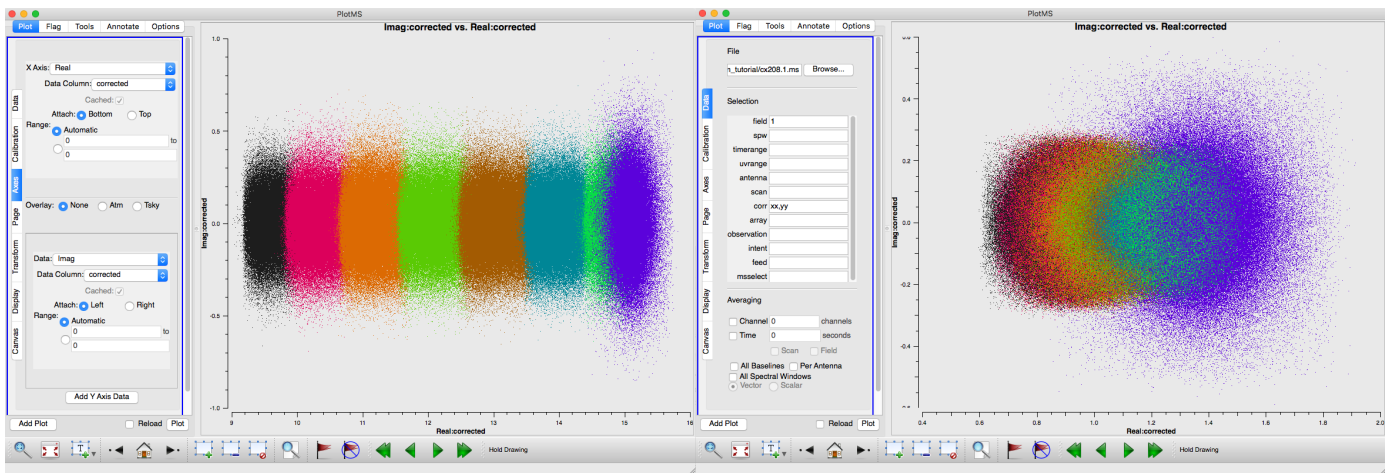 PlotMS
Plot Flag Tools Annotate Options
X Axis: Real
Data Column: corrected
Cached:
Attach: Bottom Top
Range: Automatic
0 to
0
Overlay: None Atm Tsky
Data: Imag
Data Column: corrected
Cached:
Attach: Left Right
Range: Automatic
0 to
0
Add Y Axis Data
Data
Calibration
Axis
Page
Transform
Display
Canvas
Add Plot Reload Plot
Imag:corrected vs. Real:corrected
Imag:corrected
1.0
0.5
0.0
-0.5
-1.0
9 10 11 12 13 14 15 16
Real:corrected
T
Hold Drawing
PlotMS
Plot Flag Tools Annotate Options
File
n_tutorial/cx208.1.ms Browse...
Selection
field 1
spw
timerange
uvrange
antenna
scan
corr xx,yy
array
observation
intent
feed
msselect
Averaging
Channel 0 channels
Time 0 seconds
Scan Field
All Baselines Per Antenna
All Spectral Windows
Vector Scalar
Data
Calibration
Axis
Page
Transform
Display
Canvas
Add Plot Reload Plot
Imag:corrected vs. Real:corrected
Imag:corrected
0.4
0.2
0.0
-0.2
-0.4
0.4 0.6 0.8 1.0 1.2 1.4 1.6 1.8 2.0
Real:corrected
T
Hold Drawing